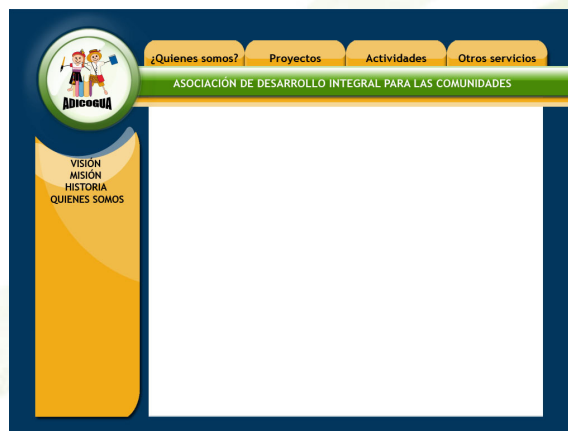 ¿Quienes somos? Proyectos Actividades Otros servicios
ASOCIACIÓN DE DESARROLLO INTEGRAL PARA LAS COMUNIDADES
ADICOGUA
VISIÓN
MISIÓN
HISTORIA
QUIENES SOMOS